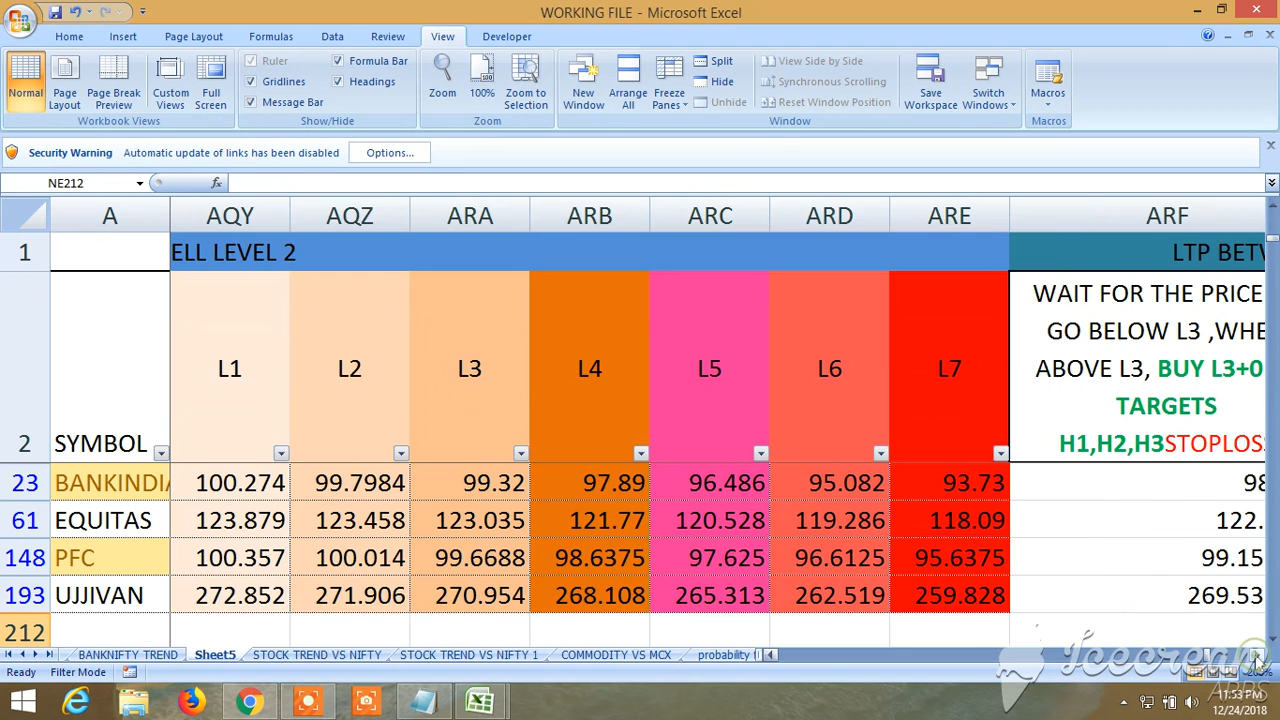 WORKING FILE - Microsoft Excel
Home Insert Page Layout Formulas Data Review View Developer
Normal Page Layout Page Break Preview Custom Views Full Screen
Workbook Views
Ruler Formula Bar
Gridlines Headings
Message Bar
Show/Hide
Zoom 100% Zoom to Selection
Zoom
New Window Arrange All Freeze Panes
Split
Hide
Unhide
View Side by Side
Synchronous Scrolling
Reset Window Position
Save Workspace Switch Windows
Window
Macros
Macros
Security Warning Automatic update of links has been disabled Options...
NE212 fx
A AQY AQZ ARA ARB ARC ARD ARE ARF
1 ELL LEVEL 2 LTP BETW
2 SYMBOL L1 L2 L3 L4 L5 L6 L7
WAIT FOR THE PRICE
GO BELOW L3 ,WHE
ABOVE L3, BUY L3+0
TARGETS
H1,H2,H3STOPLOS
23 BANKINDIA 100.274 99.7984 99.32 97.89 96.486 95.082 93.73 98
61 EQUITAS 123.879 123.458 123.035 121.77 120.528 119.286 118.09 122.
148 PFC 100.357 100.014 99.6688 98.6375 97.625 96.6125 95.6375 99.15
193 UJJIVAN 272.852 271.906 270.954 268.108 265.313 262.519 259.828 269.53
212
BANKNIFTY TREND Sheet5 STOCK TREND VS NIFTY STOCK TREND VS NIFTY 1 COMMODITY VS MCX probability
Ready Filter Mode
Icecream
APPS
11:53 PM
12/24/2018